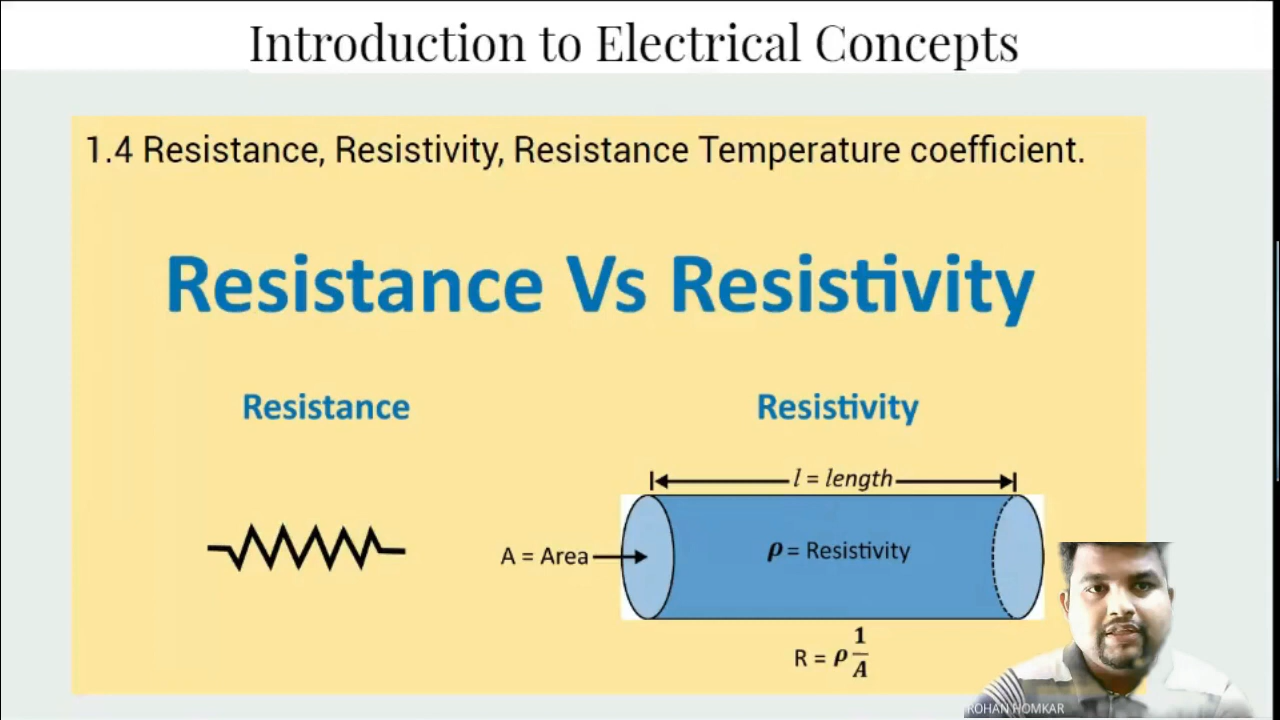 Introduction to Electrical Concepts
1.4 Resistance, Resistivity, Resistance Temperature coefficient.
Resistance Vs Resistivity
Resistance
Resistivity
l = length
A = Area
ρ = Resistivity
R = ρ 1/A
ROHAN HOMKAR